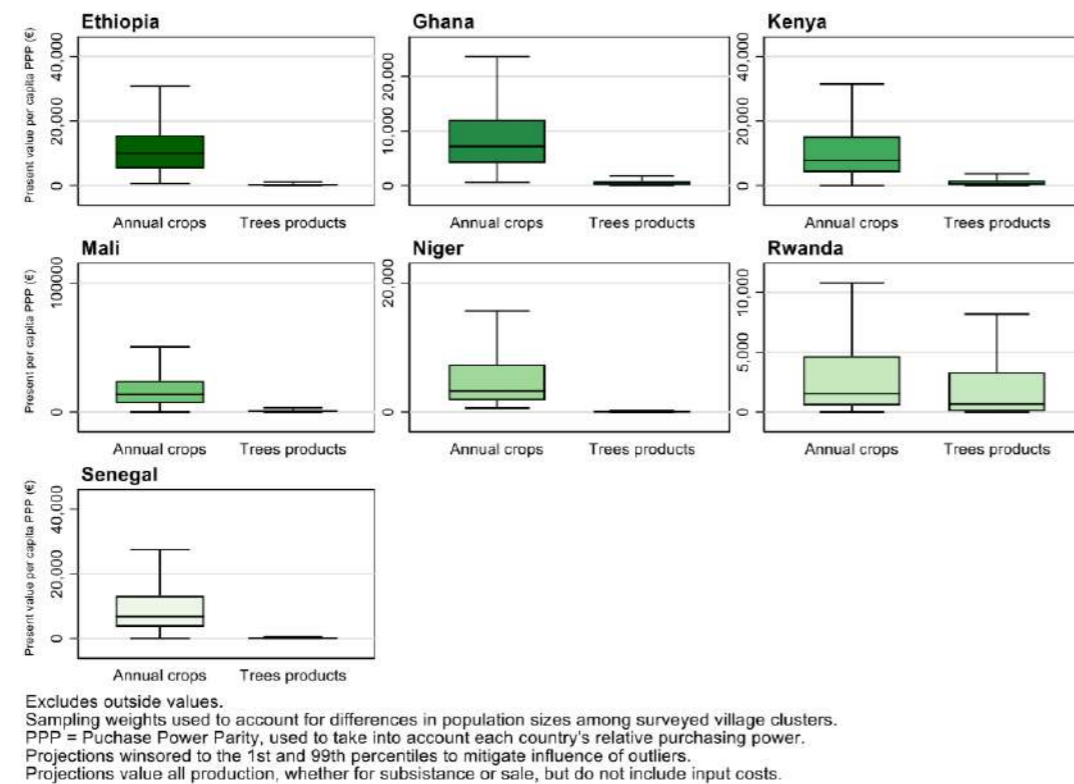 Ethiopia
Ghana
Kenya
Present value per capita PPP (€)
40,000
20,000
0
20,000
10,000
0
40,000
20,000
0
Annual crops Trees products
Annual crops Trees products
Annual crops Trees products
Mali
Niger
Rwanda
Present per capita PPP (€)
100000
0
20,000
0
10,000
5,000
0
Annual crops Trees products
Annual crops Trees products
Annual crops Trees products
Senegal
Present value per capita PPP (€)
40,000
20,000
0
Annual crops Trees products
Excludes outside values.
Sampling weights used to account for differences in population sizes among surveyed village clusters.
PPP = Puchase Power Parity, used to take into account each country's relative purchasing power.
Projections winsored to the 1st and 99th percentiles to mitigate influence of outliers.
Projections value all production, whether for subsistance or sale, but do not include input costs.